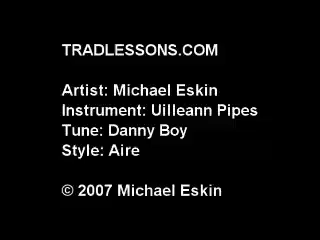 TRADLESSONS.COM
Artist: Michael Eskin
Instrument: Uilleann Pipes
Tune: Danny Boy
Style: Aire
© 2007 Michael Eskin